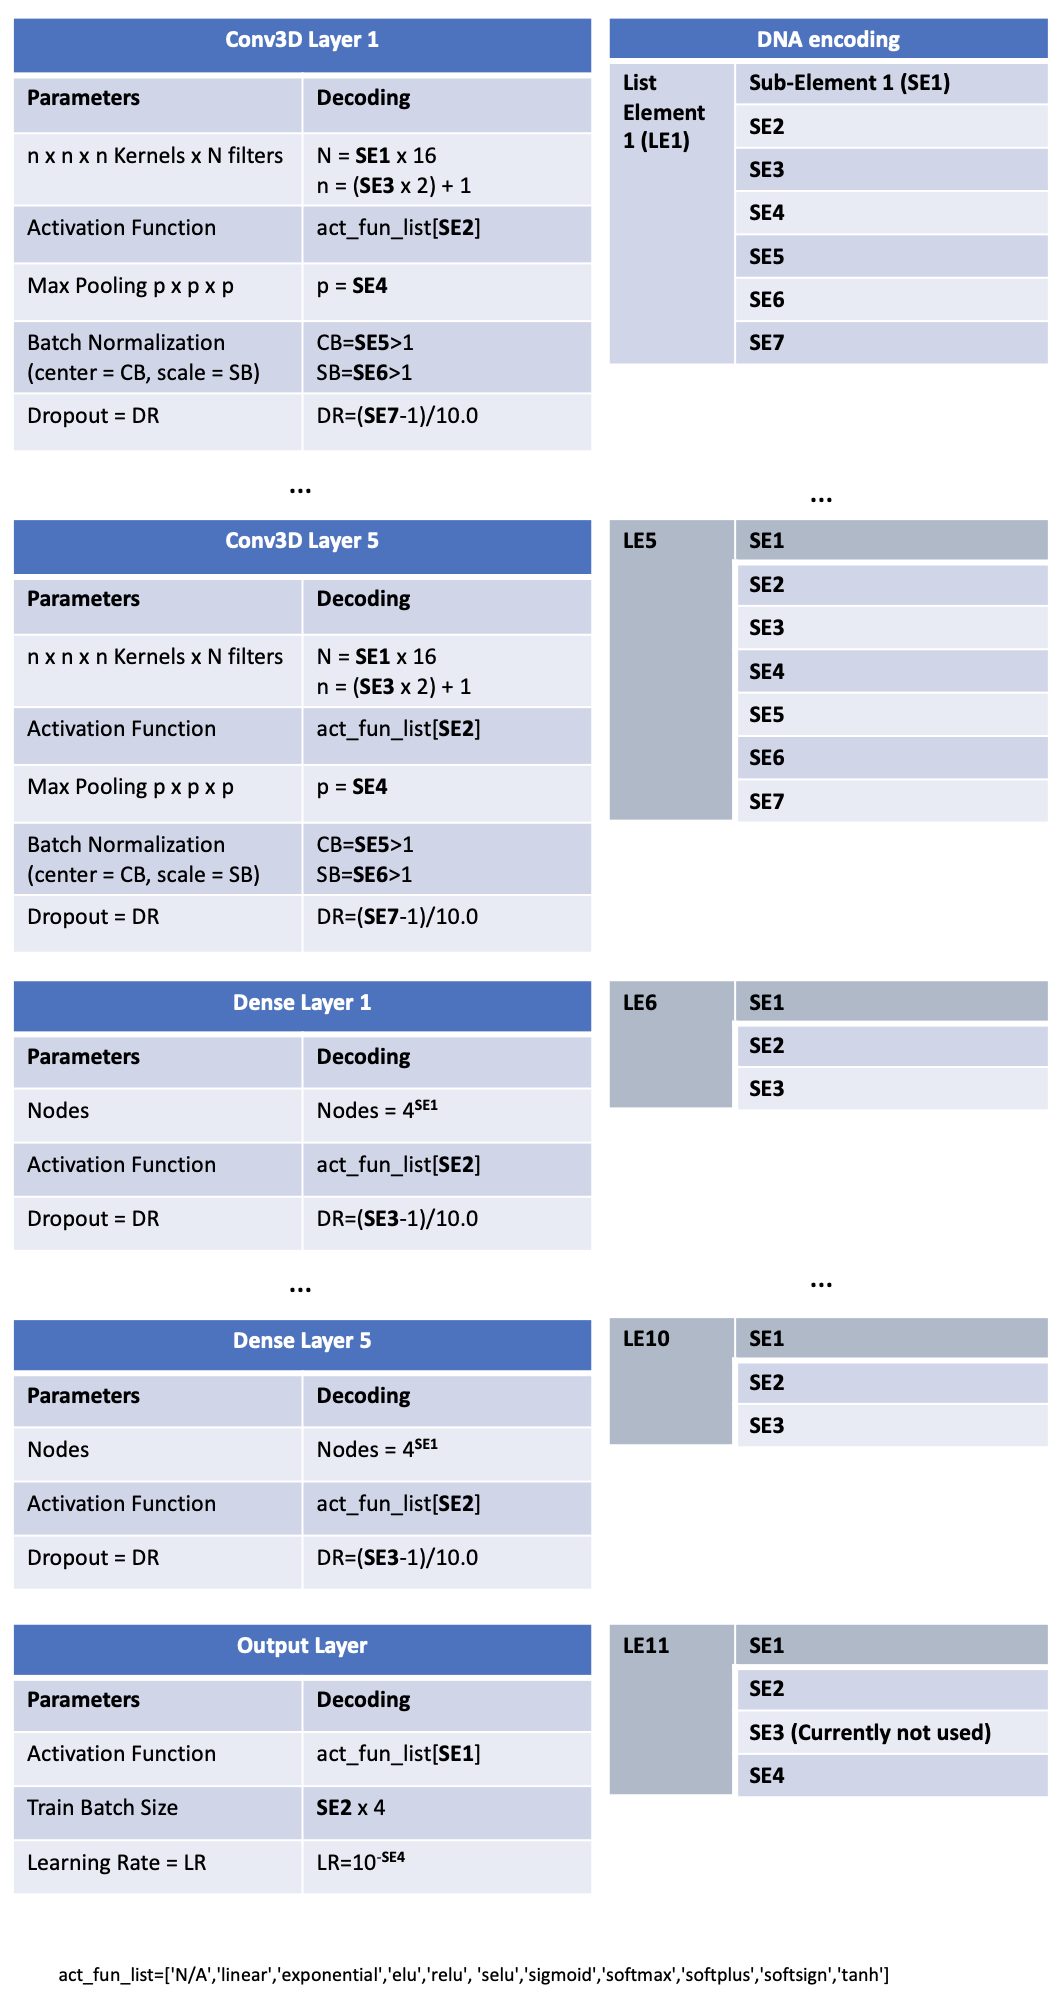 Conv3D Layer 1
Parameters Decoding
n x n x n Kernels x N filters N = SE1 x 16
n = (SE3 x 2) + 1
Activation Function act_fun_list[SE2]
Max Pooling p x p x p p = SE4
Batch Normalization CB=SE5>1
(center = CB, scale = SB) SB=SE6>1
Dropout = DR DR=(SE7-1)/10.0
...
DNA encoding
List Element 1 (LE1)
Sub-Element 1 (SE1)
SE2
SE3
SE4
SE5
SE6
SE7
...
Conv3D Layer 5
Parameters Decoding
n x n x n Kernels x N filters N = SE1 x 16
n = (SE3 x 2) + 1
Activation Function act_fun_list[SE2]
Max Pooling p x p x p p = SE4
Batch Normalization CB=SE5>1
(center = CB, scale = SB) SB=SE6>1
Dropout = DR DR=(SE7-1)/10.0
LE5 SE1
SE2
SE3
SE4
SE5
SE6
SE7
Dense Layer 1
Parameters Decoding
Nodes Nodes = 4^SE1
Activation Function act_fun_list[SE2]
Dropout = DR DR=(SE3-1)/10.0
...
LE6 SE1
SE2
SE3
...
Dense Layer 5
Parameters Decoding
Nodes Nodes = 4^SE1
Activation Function act_fun_list[SE2]
Dropout = DR DR=(SE3-1)/10.0
LE10 SE1
SE2
SE3
Output Layer
Parameters Decoding
Activation Function act_fun_list[SE1]
Train Batch Size SE2 x 4
Learning Rate = LR LR=10^-SE4
LE11 SE1
SE2
SE3 (Currently not used)
SE4
act_fun_list=['N/A','linear','exponential','elu','relu', 'selu','sigmoid','softmax','softplus','softsign','tanh']